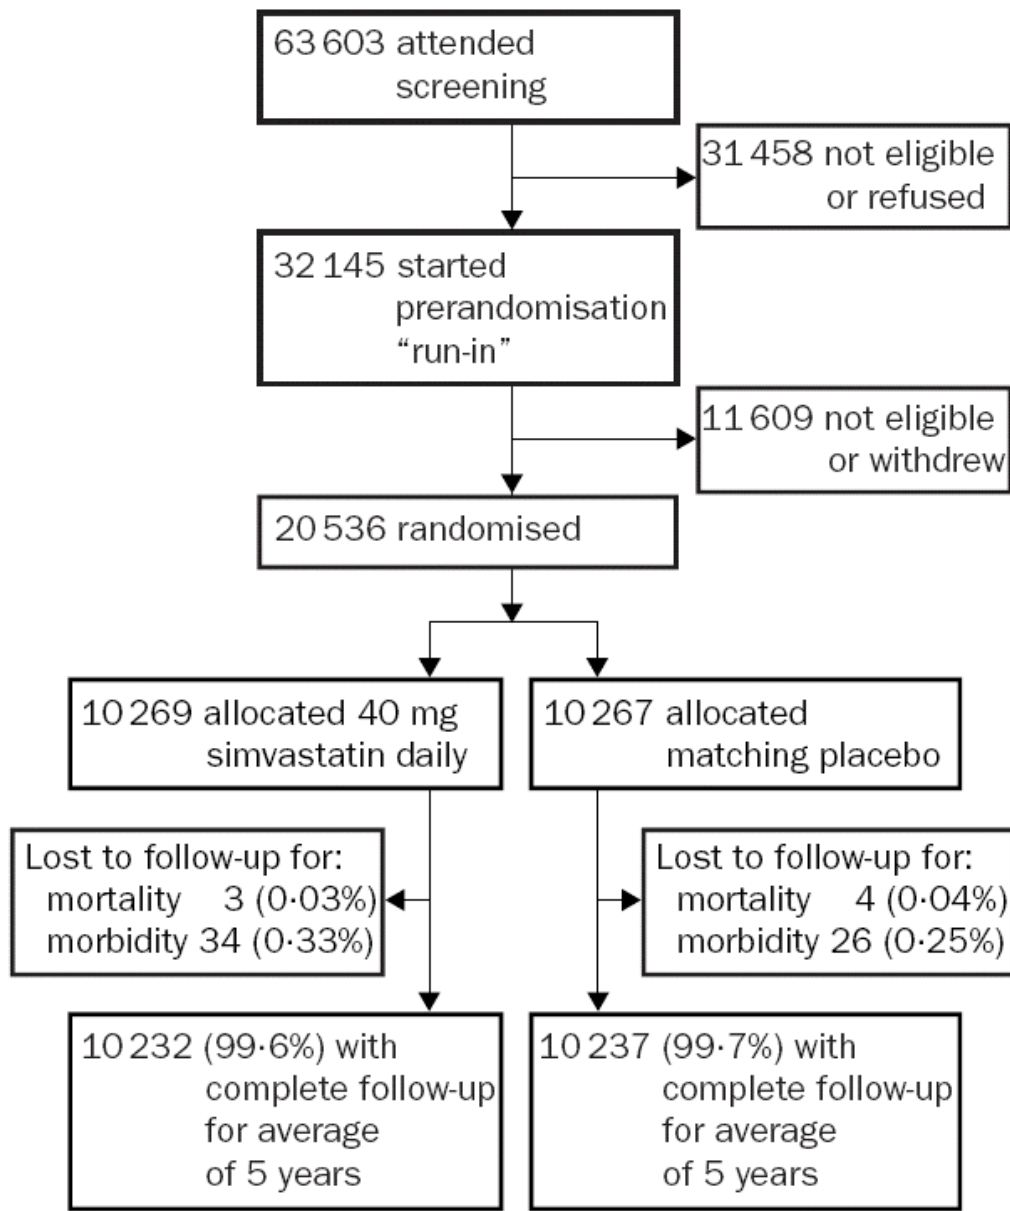 63 603 attended
screening
31 458 not eligible
or refused
32 145 started
prerandomisation
“run-in”
11 609 not eligible
or withdrew
20 536 randomised
10 269 allocated 40 mg
simvastatin daily
10 267 allocated
matching placebo
Lost to follow-up for:
mortality 3 (0·03%)
morbidity 34 (0·33%)
Lost to follow-up for:
mortality 4 (0·04%)
morbidity 26 (0·25%)
10 232 (99·6%) with
complete follow-up
for average
of 5 years
10 237 (99·7%) with
complete follow-up
for average
of 5 years